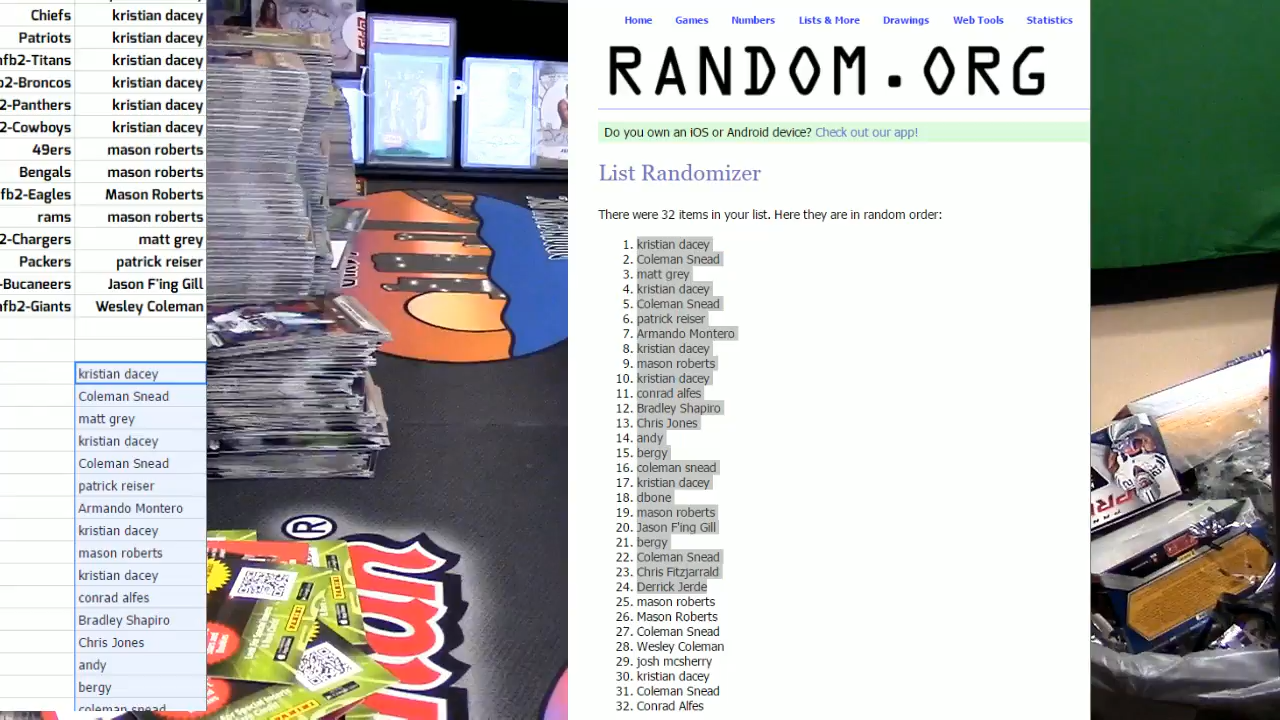 Chiefs kristian dacey
Patriots kristian dacey
nfb2-Titans kristian dacey
2-Broncos kristian dacey
2-Panthers kristian dacey
2-Cowboys kristian dacey
49ers mason roberts
Bengals mason roberts
nfb2-Eagles Mason Roberts
rams mason roberts
2-Chargers matt grey
Packers patrick reiser
-Bucaneers Jason F'ing Gill
nfb2-Giants Wesley Coleman
kristian dacey
Coleman Snead
matt grey
kristian dacey
Coleman Snead
patrick reiser
Armando Montero
kristian dacey
mason roberts
kristian dacey
conrad alfes
Bradley Shapiro
Chris Jones
andy
bergy
coleman snead
Home Games Numbers Lists & More Drawings Web Tools Statistics
RANDOM.ORG
Do you own an iOS or Android device? Check out our app!
List Randomizer
There were 32 items in your list. Here they are in random order:
1. kristian dacey
2. Coleman Snead
3. matt grey
4. kristian dacey
5. Coleman Snead
6. patrick reiser
7. Armando Montero
8. kristian dacey
9. mason roberts
10. kristian dacey
11. conrad alfes
12. Bradley Shapiro
13. Chris Jones
14. andy
15. bergy
16. coleman snead
17. kristian dacey
18. dbone
19. mason roberts
20. Jason F'ing Gill
21. bergy
22. Coleman Snead
23. Chris Fitzjarrald
24. Derrick Jerde
25. mason roberts
26. Mason Roberts
27. Coleman Snead
28. Wesley Coleman
29. josh mcsherry
30. kristian dacey
31. Coleman Snead
32. Conrad Alfes
®
PANINI